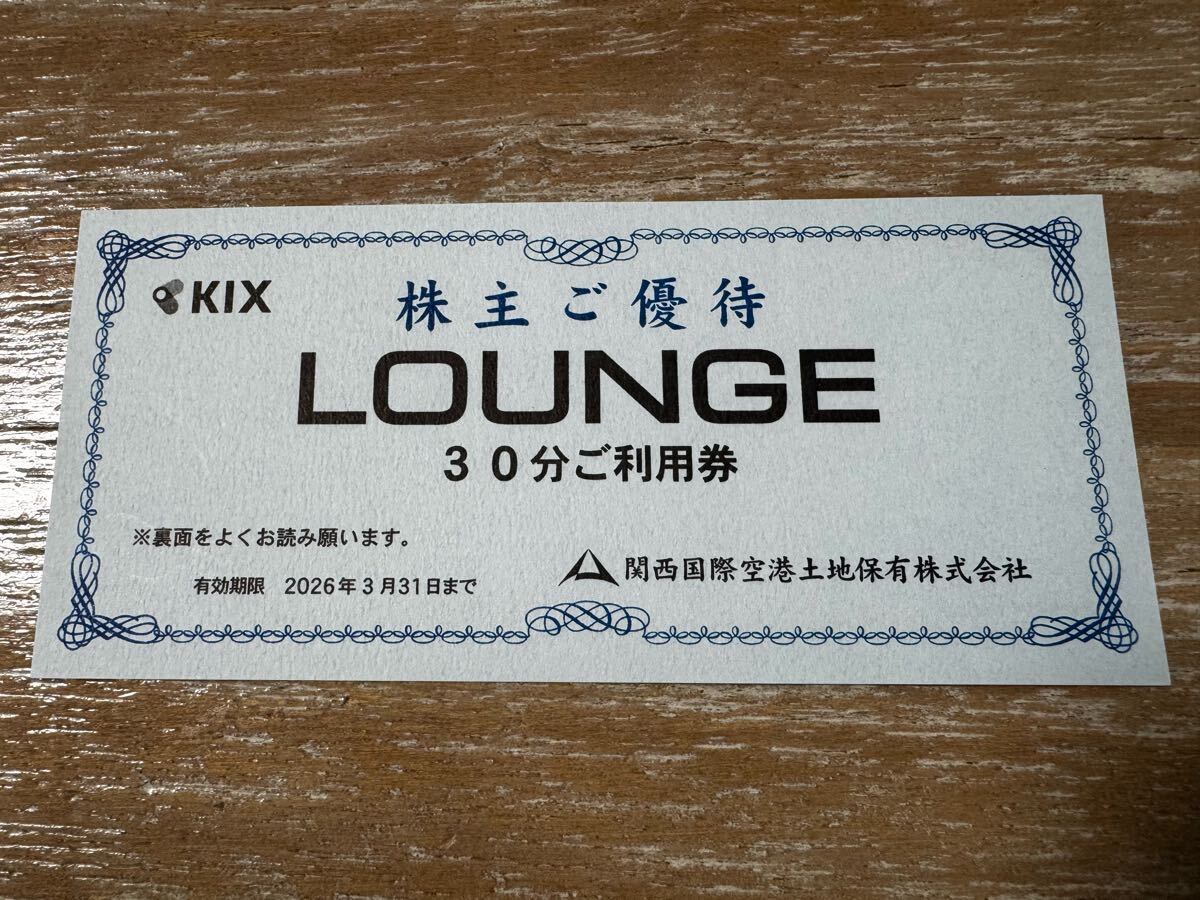 KIX
株主ご優待
LOUNGE
30分ご利用券
※裏面をよくお読み願います。
有効期限 2026年3月31日まで
関西国際空港土地保有株式会社